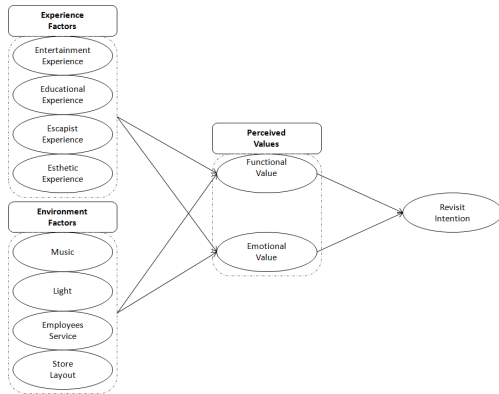 Experience
Factors
Entertainment
Experience
Educational
Experience
Escapist
Experience
Esthetic
Experience
Environment
Factors
Music
Light
Employees
Service
Store
Layout
Perceived
Values
Functional
Value
Emotional
Value
Revisit
Intention